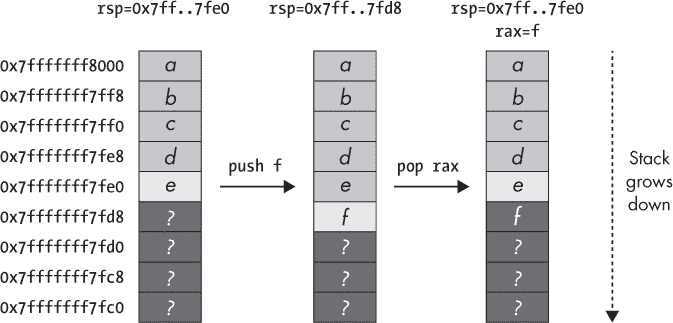 rsp=0x7ff..7fe0 rsp=0x7ff..7fd8 rsp=0x7ff..7fe0
rax=f
0x7fffffff8000 a a a
0x7fffffff7ff8 b b b
0x7fffffff7ff0 c c c
0x7fffffff7fe8 d d d
push f pop rax
Stack
grows
down
0x7fffffff7fe0 e e e
0x7fffffff7fd8 ? f f
0x7fffffff7fd0 ? ? ?
0x7fffffff7fc8 ? ? ?
0x7fffffff7fc0 ? ? ?